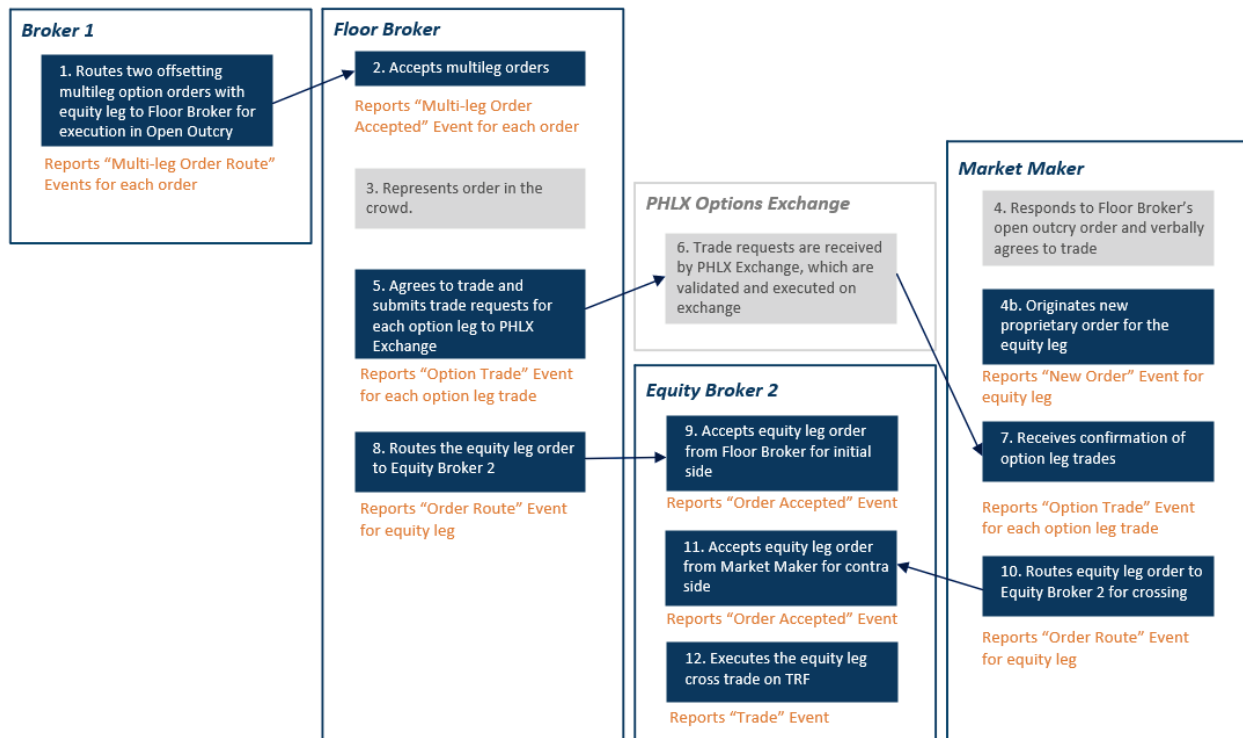 Broker 1
1. Routes two offsetting
multileg option orders with
equity leg to Floor Broker for
execution in Open Outcry
Reports “Multi-leg Order Route”
Events for each order
Floor Broker
2. Accepts multileg orders
Reports “Multi-leg Order
Accepted” Event for each order
3. Represents order in the
crowd.
5. Agrees to trade and
submits trade requests for
each option leg to PHLX
Exchange
Reports “Option Trade” Event
for each option leg trade
8. Routes the equity leg order
to Equity Broker 2
Reports “Order Route” Event
for equity leg
PHLX Options Exchange
6. Trade requests are received
by PHLX Exchange, which are
validated and executed on
exchange
Equity Broker 2
9. Accepts equity leg order
from Floor Broker for initial
side
Reports “Order Accepted” Event
11. Accepts equity leg order
from Market Maker for contra
side
Reports “Order Accepted” Event
12. Executes the equity leg
cross trade on TRF
Reports “Trade” Event
Market Maker
4. Responds to Floor Broker’s
open outcry order and verbally
agrees to trade
4b. Originates new
proprietary order for the
equity leg
Reports “New Order” Event for
equity leg
7. Receives confirmation of
option leg trades
Reports “Option Trade” Event
for each option leg trade
10. Routes equity leg order to
Equity Broker 2 for crossing
Reports “Order Route” Event
for equity leg